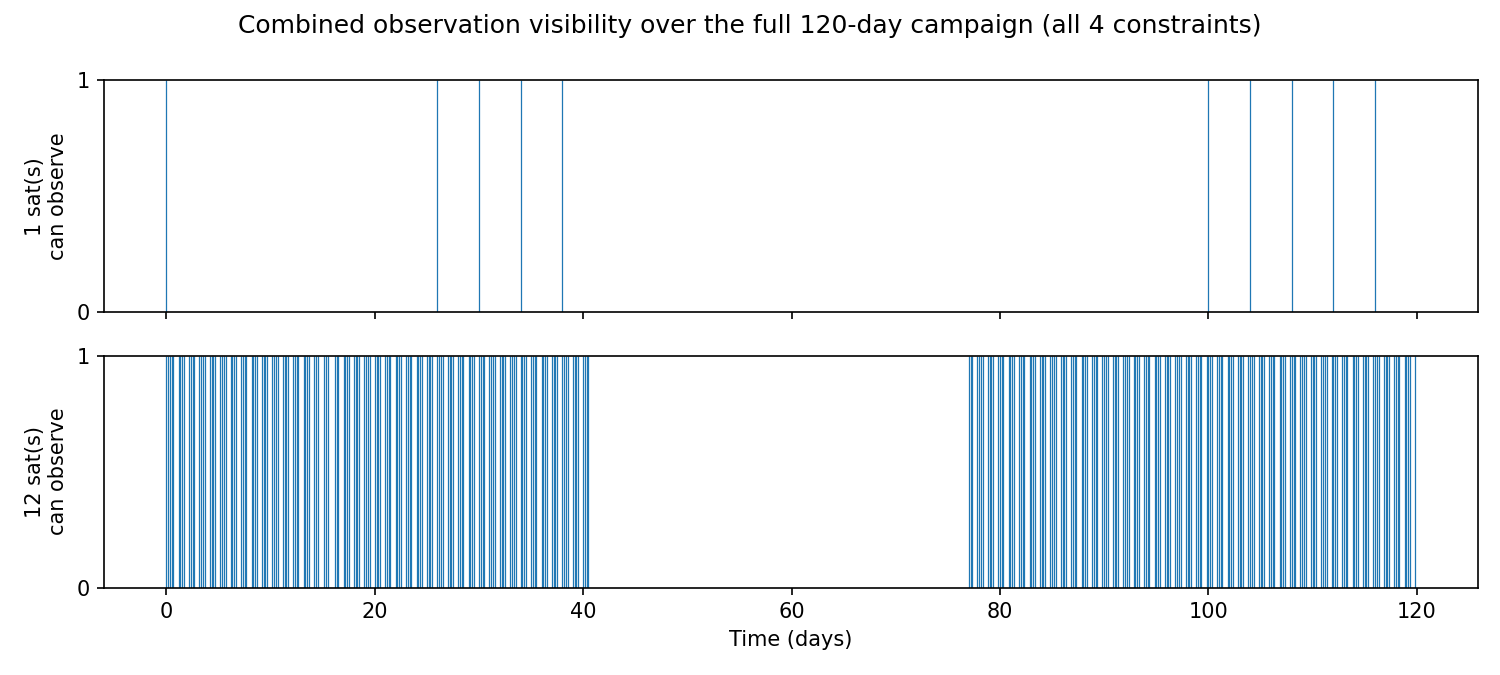 Combined observation visibility over the full 120-day campaign (all 4 constraints)
1
0
1 sat(s)
can observe
1
0
12 sat(s)
can observe
0 20 40 60 80 100 120
Time (days)